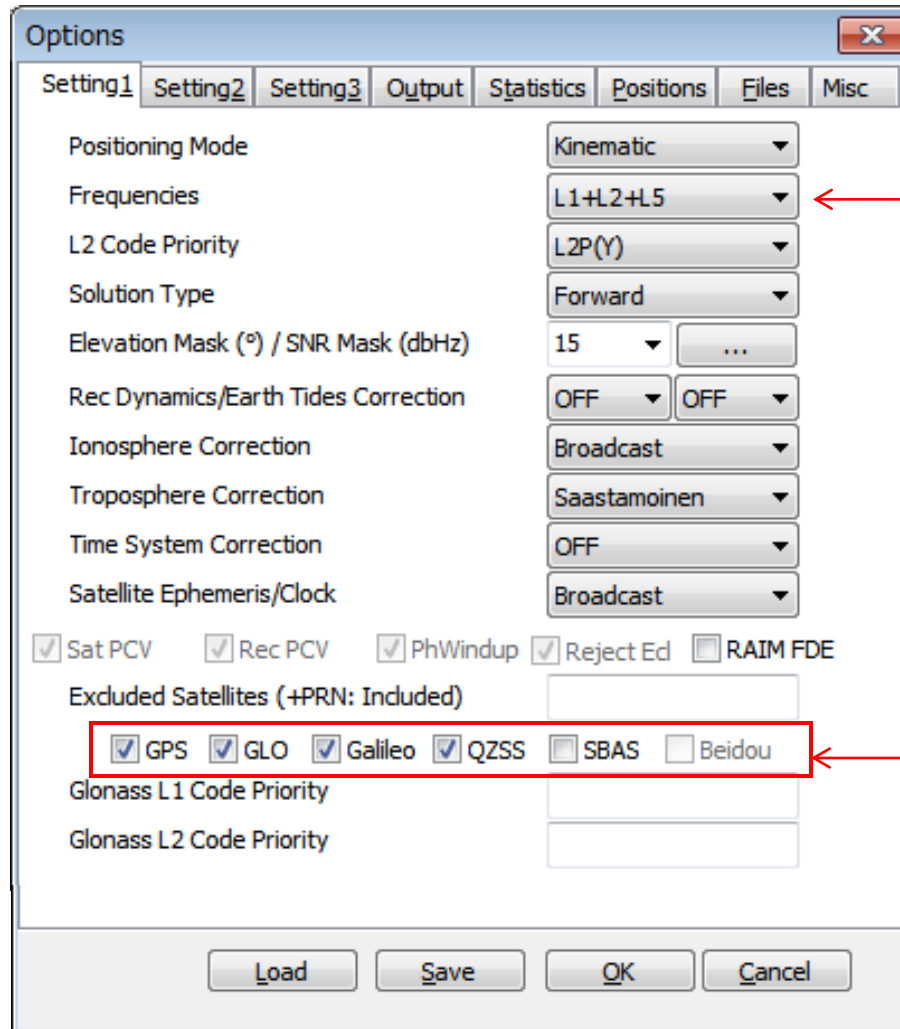 Options
Setting1 Setting2 Setting3 Output Statistics Positions Files Misc
Positioning Mode Kinematic
Frequencies L1+L2+L5
L2 Code Priority L2P(Y)
Solution Type Forward
Elevation Mask (°) / SNR Mask (dbHz) 15 ...
Rec Dynamics/Earth Tides Correction OFF OFF
Ionosphere Correction Broadcast
Troposphere Correction Saastamoinen
Time System Correction OFF
Satellite Ephemeris/Clock Broadcast
Sat PCV Rec PCV PhWindup Reject Ecl RAIM FDE
Excluded Satellites (+PRN: Included)
GPS GLO Galileo QZSS SBAS Beidou
Glonass L1 Code Priority
Glonass L2 Code Priority
Load Save OK Cancel